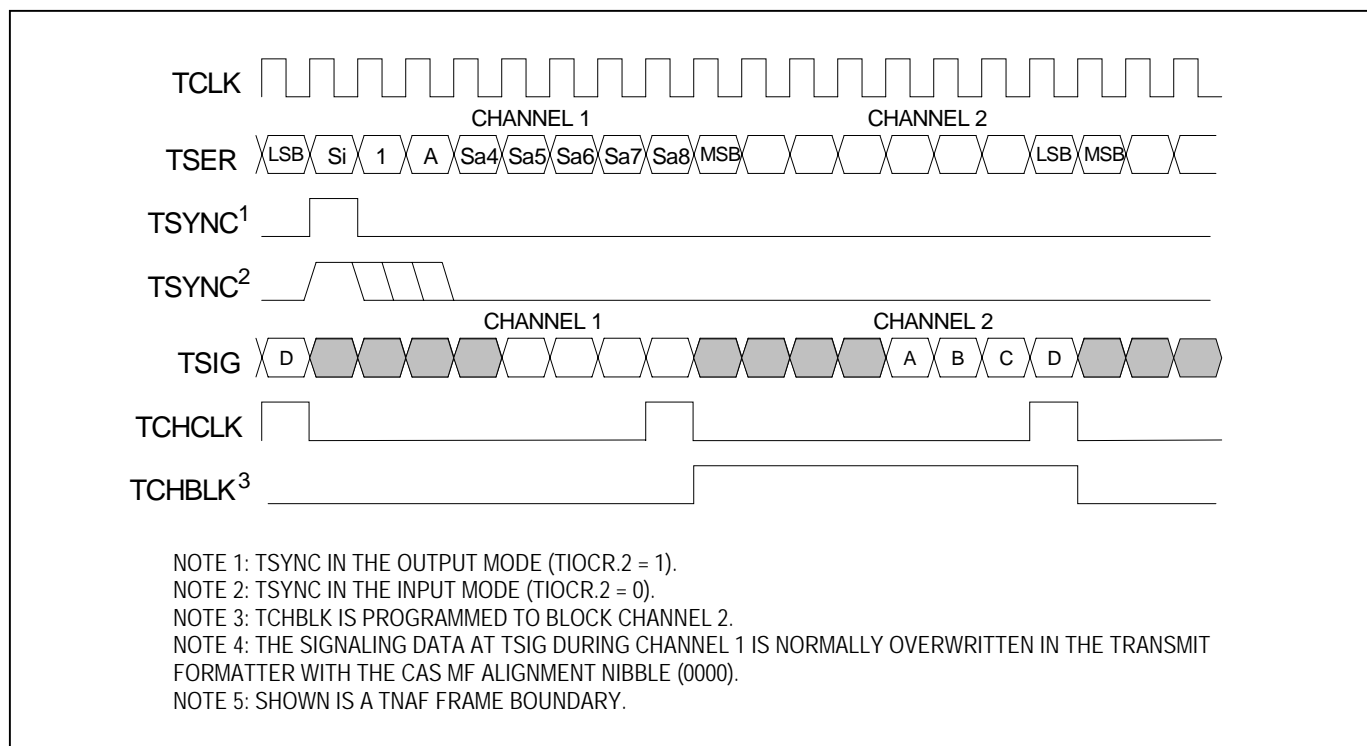 TCLK
CHANNEL 1 CHANNEL 2
TSER LSB Si 1 A Sa4 Sa5 Sa6 Sa7 Sa8 MSB LSB MSB
TSYNC1
TSYNC2
CHANNEL 1 CHANNEL 2
TSIG D A B C D
TCHCLK
TCHBLK3
NOTE 1: TSYNC IN THE OUTPUT MODE (TIOCR.2 = 1).
NOTE 2: TSYNC IN THE INPUT MODE (TIOCR.2 = 0).
NOTE 3: TCHBLK IS PROGRAMMED TO BLOCK CHANNEL 2.
NOTE 4: THE SIGNALING DATA AT TSIG DURING CHANNEL 1 IS NORMALLY OVERWRITTEN IN THE TRANSMIT
FORMATTER WITH THE CAS MF ALIGNMENT NIBBLE (0000).
NOTE 5: SHOWN IS A TNAF FRAME BOUNDARY.